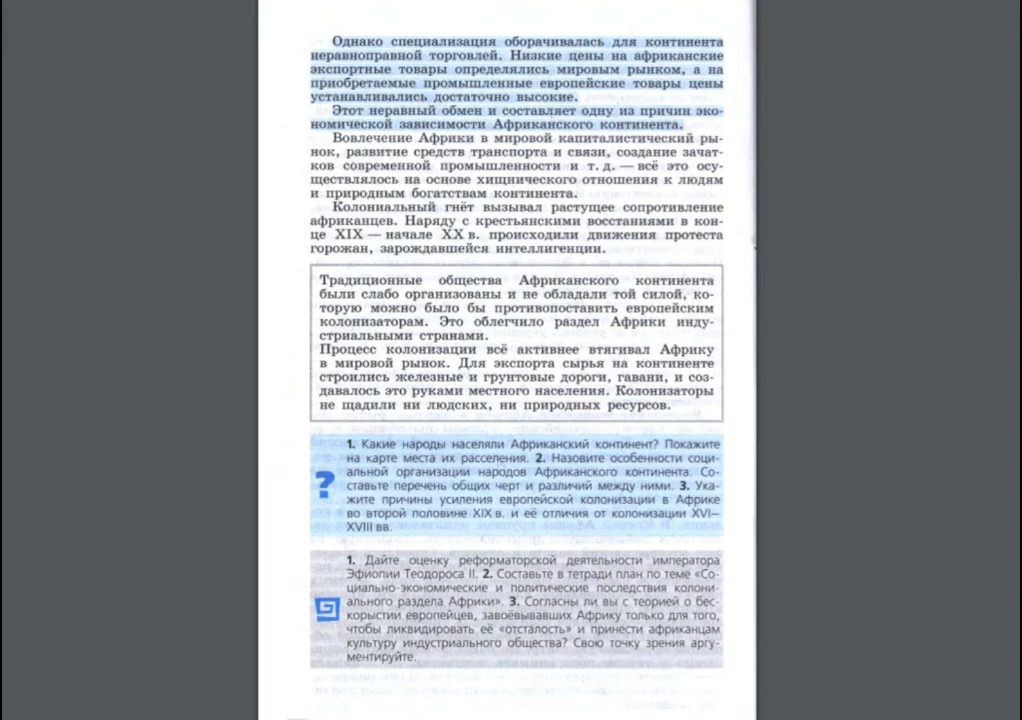 Однако специализация оборачивалась для континента
неравноправной торговлей. Низкие цены на африканские
экспортные товары определялись мировым рынком, а на
приобретаемые промышленные европейские товары цены
устанавливались достаточно высокие.
Этот неравный обмен и составляет одну из причин эко-
номической зависимости Африканского континента.
Вовлечение Африки в мировой капиталистический ры-
нок, развитие средств транспорта и связи, создание зачат-
ков современной промышленности и т. д. — всё это осу-
ществлялось на основе хищнического отношения к людям
и природным богатствам континента.
Колониальный гнёт вызывал растущее сопротивление
африканцев. Наряду с крестьянскими восстаниями в кон-
це XIX — начале XX в. происходили движения протеста
горожан, зарождавшейся интеллигенции.
Традиционные общества Африканского континента
были слабо организованы и не обладали той силой, ко-
торую можно было бы противопоставить европейским
колонизаторам. Это облегчило раздел Африки инду-
стриальными странами.
Процесс колонизации всё активнее втягивал Африку
в мировой рынок. Для экспорта сырья на континенте
строились железные и грунтовые дороги, гавани, и соз-
давалось это руками местного населения. Колонизаторы
не щадили ни людских, ни природных ресурсов.
1. Какие народы населяли Африканский континент? Покажите
на карте места их расселения. 2. Назовите особенности соци-
альной организации народов Африканского континента. Со-
ставьте перечень общих черт и различий между ними. 3. Ука-
жите причины усиления европейской колонизации в Африке
во второй половине XIX в. и её отличия от колонизации XVI–
XVIII вв.
1. Дайте оценку реформаторской деятельности императора
Эфиопии Теодороса II. 2. Составьте в тетради план по теме «Со-
циально-экономические и политические последствия колони-
ального раздела Африки». 3. Согласны ли вы с теорией о бес-
корыстии европейцев, завоёвывавших Африку только для того,
чтобы ликвидировать её «отсталость» и принести африканцам
культуру индустриального общества? Свою точку зрения аргу-
ментируйте.